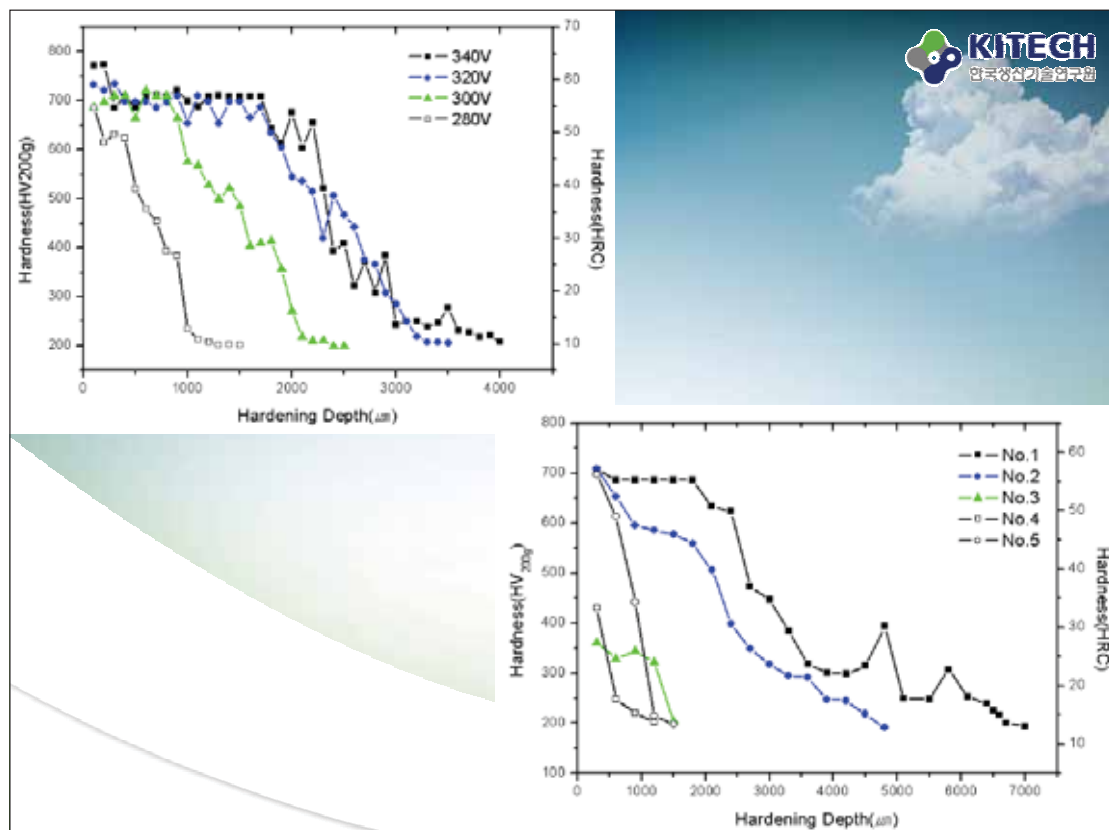 KITECH
한국생산기술연구원
340V
320V
300V
280V
Hardness(HV200g)
800
700
600
500
400
300
200
Hardness(HRC)
70
60
50
40
30
20
10
0 1000 2000 3000 4000
Hardening Depth(㎛)
No.1
No.2
No.3
No.4
No.5
Hardness(HV200g)
800
700
600
500
400
300
200
100
Hardness(HRC)
60
50
40
30
20
10
0 1000 2000 3000 4000 5000 6000 7000
Hardening Depth(㎛)